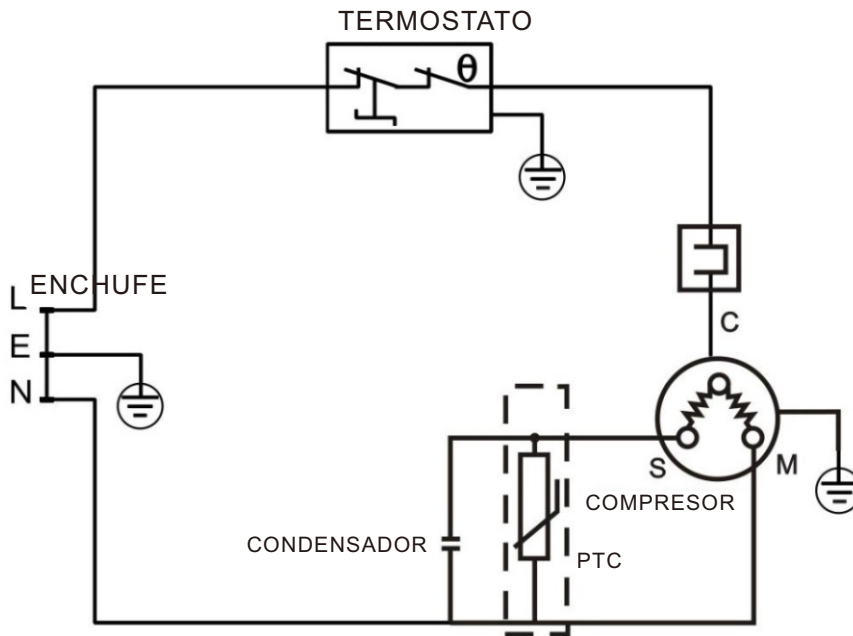 TERMOSTATO
θ
L ENCHUFE
E
N
C
S
M
COMPRESOR
CONDENSADOR
PTC